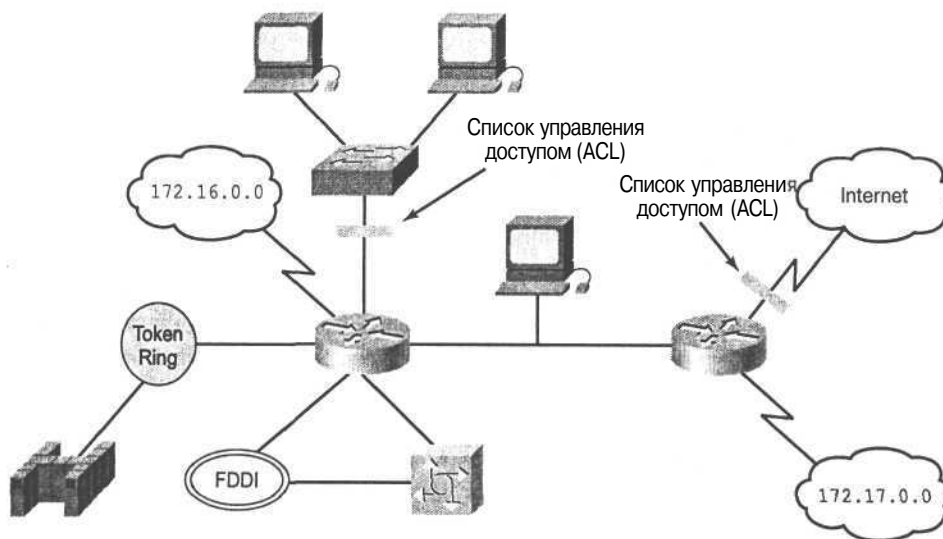 Список управления
доступом (ACL)
Список управления
доступом (ACL)
172.16.0.0
Internet
Token
Ring
FDDI
172.17.0.0